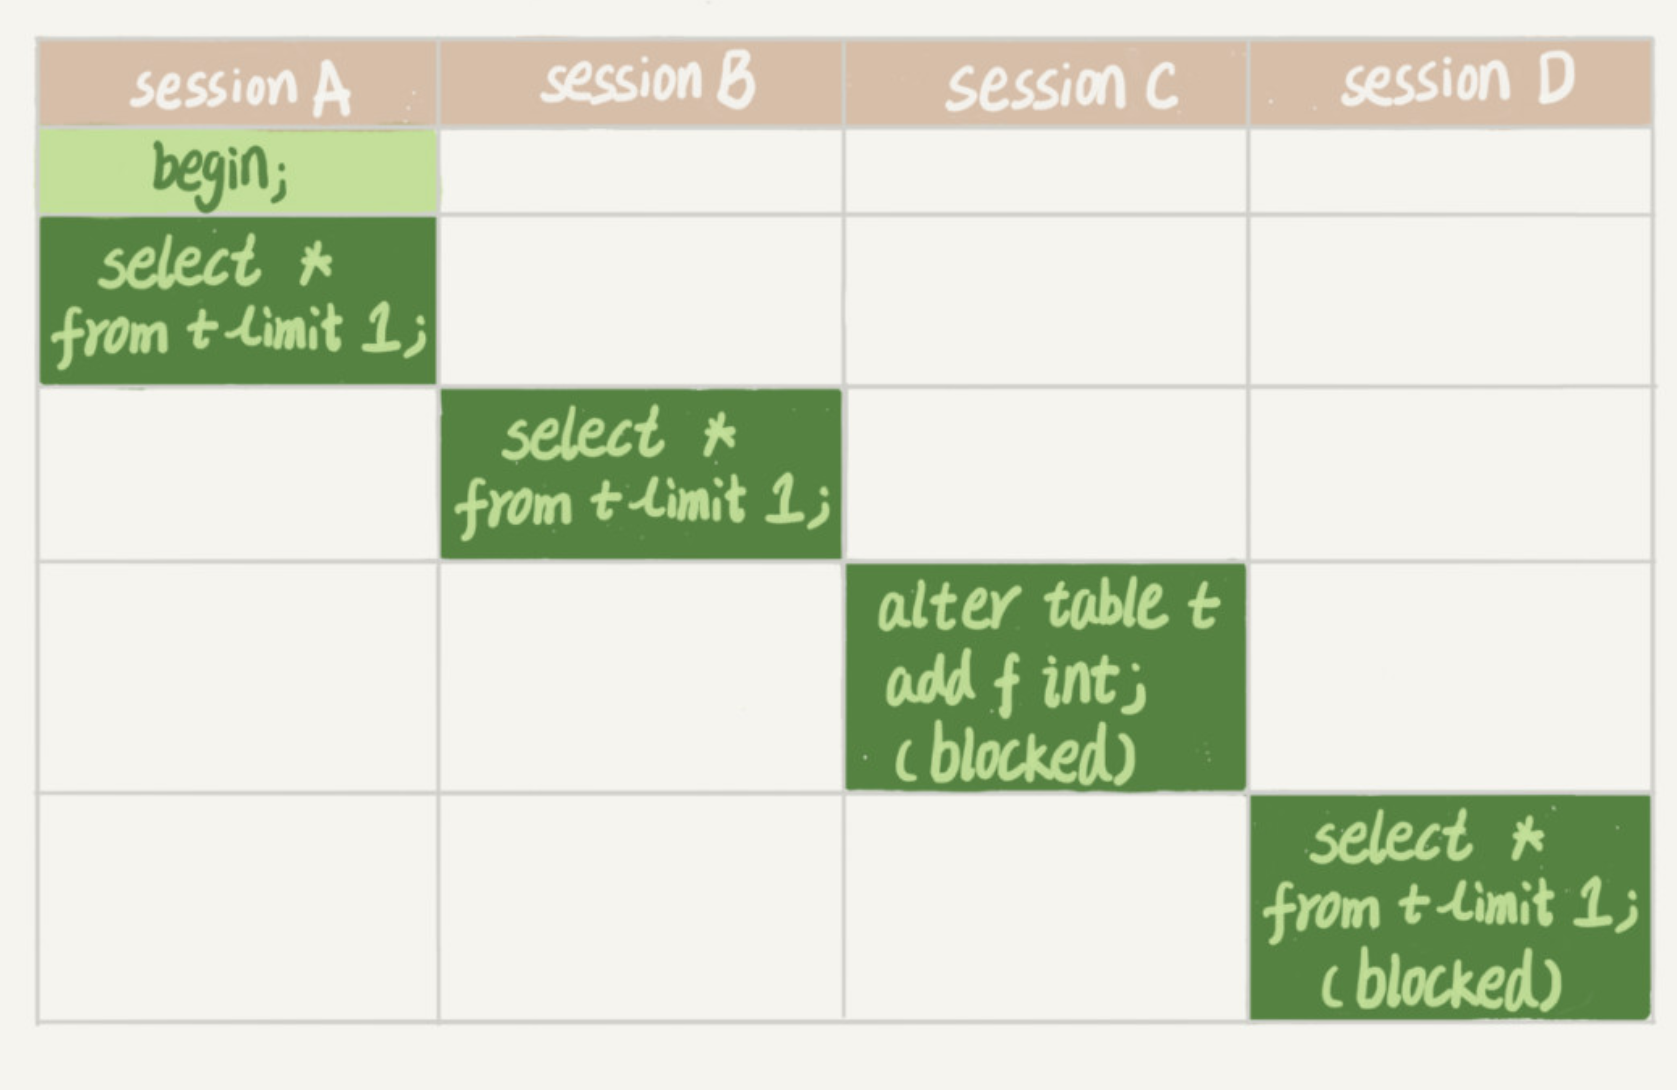 session A
session B
session C
session D
begin;
select *
from t limit 1;
select *
from t limit 1;
alter table t
add f int;
(blocked)
select *
from t limit 1;
(blocked)